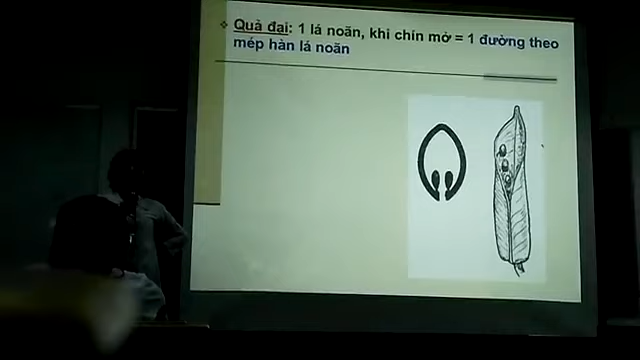 ❖ Quả đại: 1 lá noãn, khi chín mở = 1 đường theo
mép hàn lá noãn